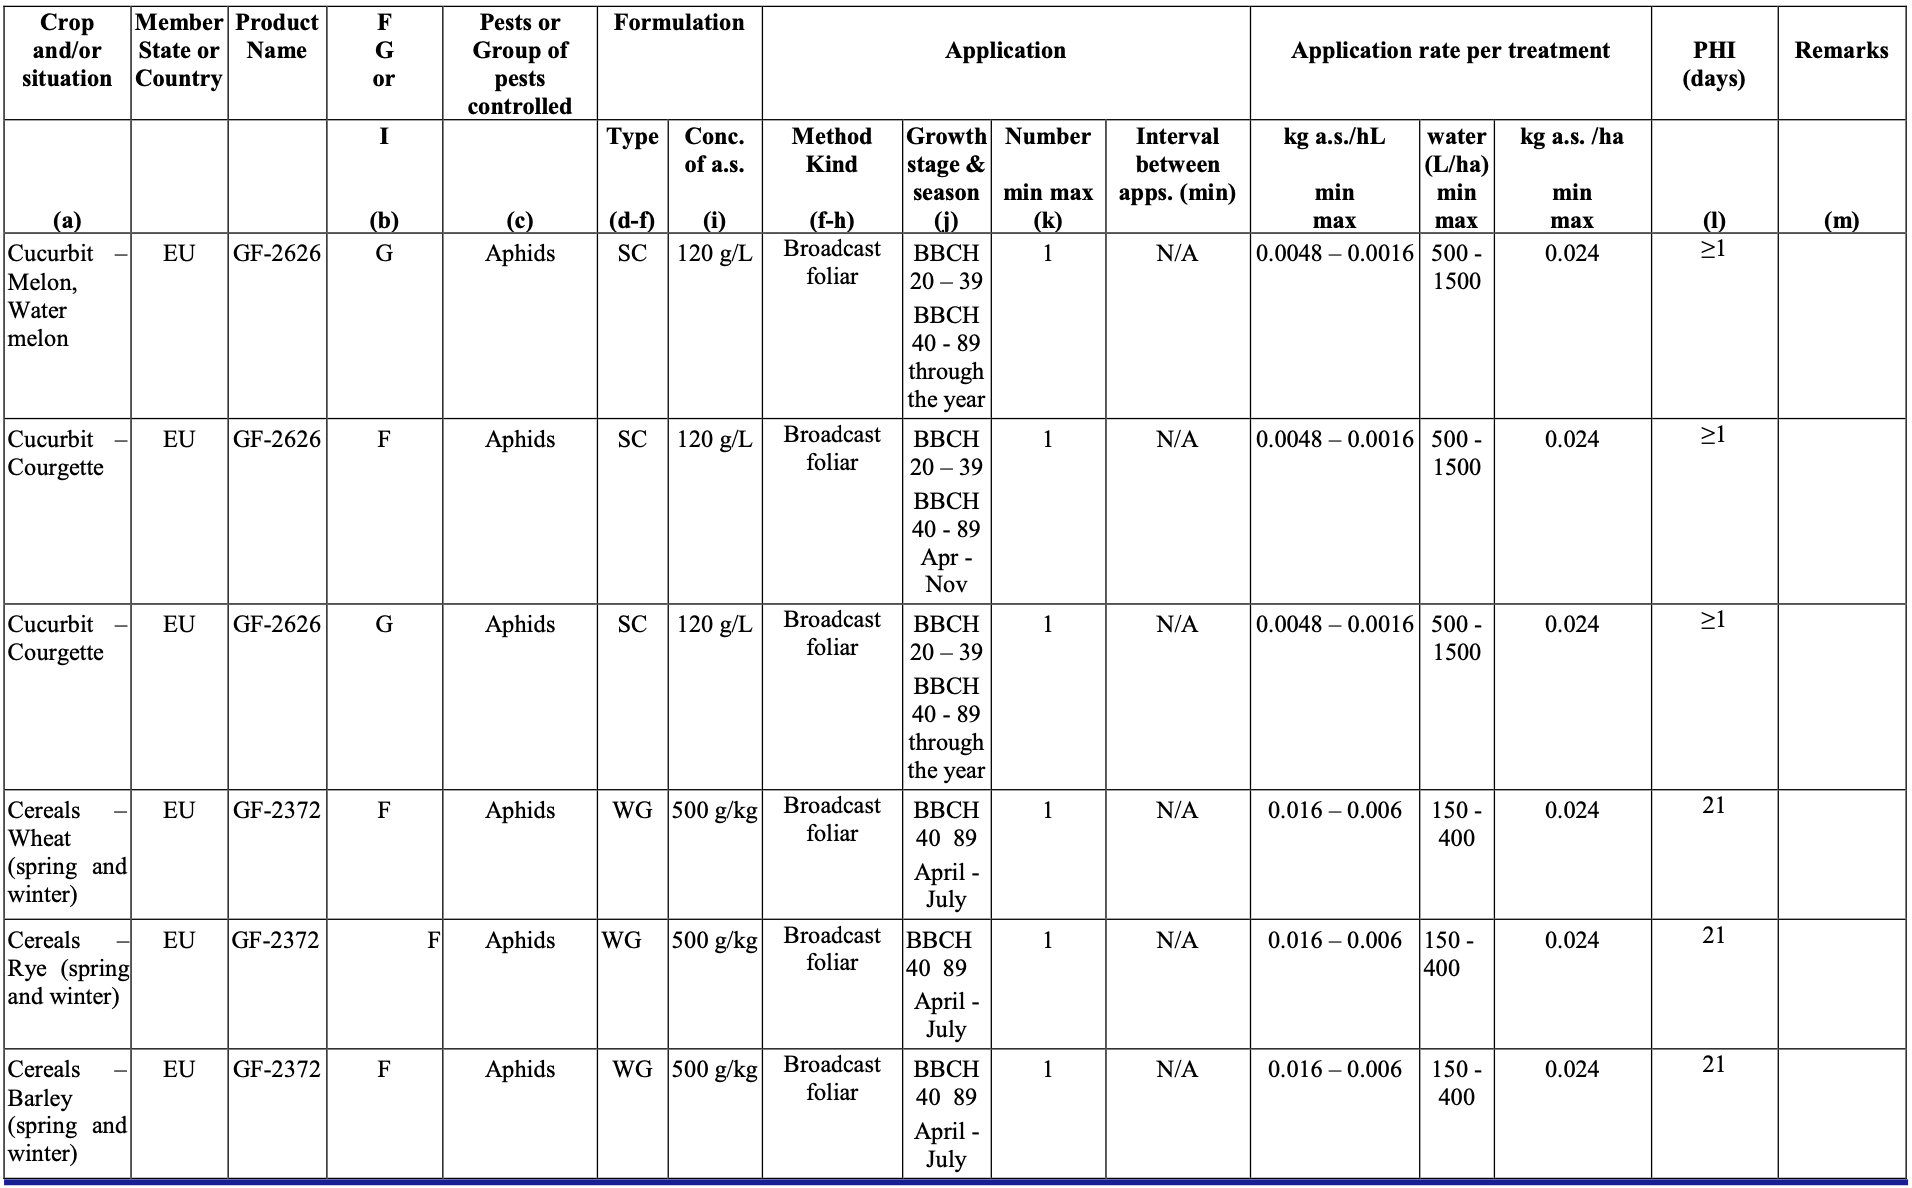 Crop and/or situation
Member State or Country
Product Name
F G or
Pests or Group of pests controlled
Formulation
Application
Application rate per treatment
PHI (days)
Remarks
(a)
I
(b)
(c)
Type
(d-f)
Conc. of a.s.
(i)
Method Kind
(f-h)
Growth stage & season
(j)
Number
min max
(k)
Interval between apps. (min)
kg a.s./hL
min
max
water (L/ha) min max
kg a.s. /ha
min
max
(l)
(m)
Cucurbit –
Melon,
Water
melon
EU
GF-2626
G
Aphids
SC
120 g/L
Broadcast
foliar
BBCH
20 – 39
BBCH
40 - 89
through
the year
1
N/A
0.0048 – 0.0016
500 -
1500
0.024
≥1
Cucurbit –
Courgette
EU
GF-2626
F
Aphids
SC
120 g/L
Broadcast
foliar
BBCH
20 – 39
BBCH
40 - 89
Apr -
Nov
1
N/A
0.0048 – 0.0016
500 -
1500
0.024
≥1
Cucurbit –
Courgette
EU
GF-2626
G
Aphids
SC
120 g/L
Broadcast
foliar
BBCH
20 – 39
BBCH
40 - 89
through
the year
1
N/A
0.0048 – 0.0016
500 -
1500
0.024
≥1
Cereals –
Wheat
(spring and
winter)
EU
GF-2372
F
Aphids
WG
500 g/kg
Broadcast
foliar
BBCH
40 89
April -
July
1
N/A
0.016 – 0.006
150 -
400
0.024
21
Cereals –
Rye (spring
and winter)
EU
GF-2372
F
Aphids
WG
500 g/kg
Broadcast
foliar
BBCH
40 89
April -
July
1
N/A
0.016 – 0.006
150 -
400
0.024
21
Cereals –
Barley
(spring and
winter)
EU
GF-2372
F
Aphids
WG
500 g/kg
Broadcast
foliar
BBCH
40 89
April -
July
1
N/A
0.016 – 0.006
150 -
400
0.024
21